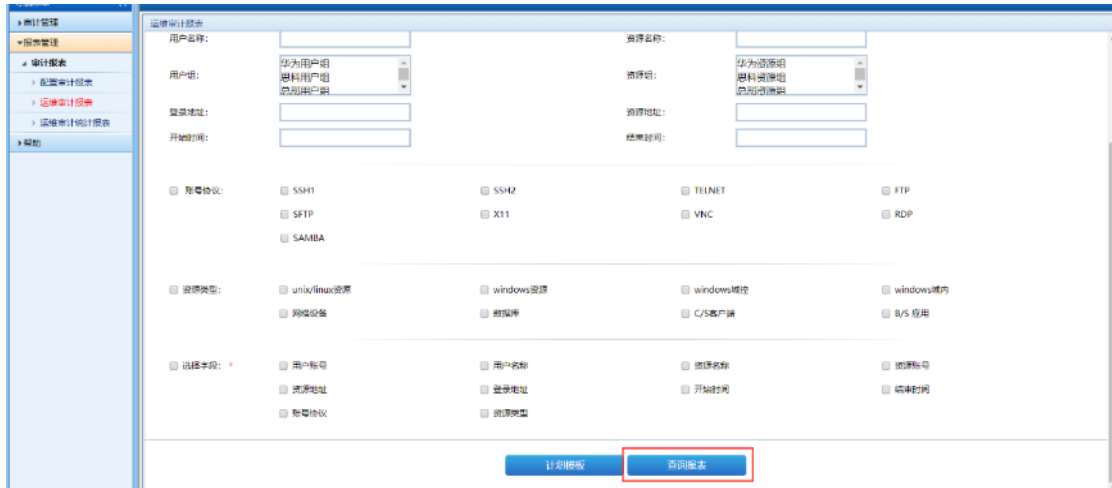 审计管理
报表管理
审计报表
配置审计报表
运维审计报表
运维审计统计报表
帮助
运维审计报表
用户名称: 资源名称:
用户组: 华为用户组 思科用户组 总部用户组 资源组: 华为资源组 思科资源组 总部资源组
登录地址: 资源地址:
开始时间: 结束时间:
账号协议: SSH1 SSH2 TELNET FTP
SFTP X11 VNC RDP
SAMBA
资源类型: unix/linux资源 windows资源 windows域控 windows域内
网络设备 数据库 C/S客户端 B/S 应用
选择字段: * 用户账号 用户名称 资源名称 资源账号
资源地址 登录地址 开始时间 结束时间
账号协议 资源类型
计划模板 查询报表